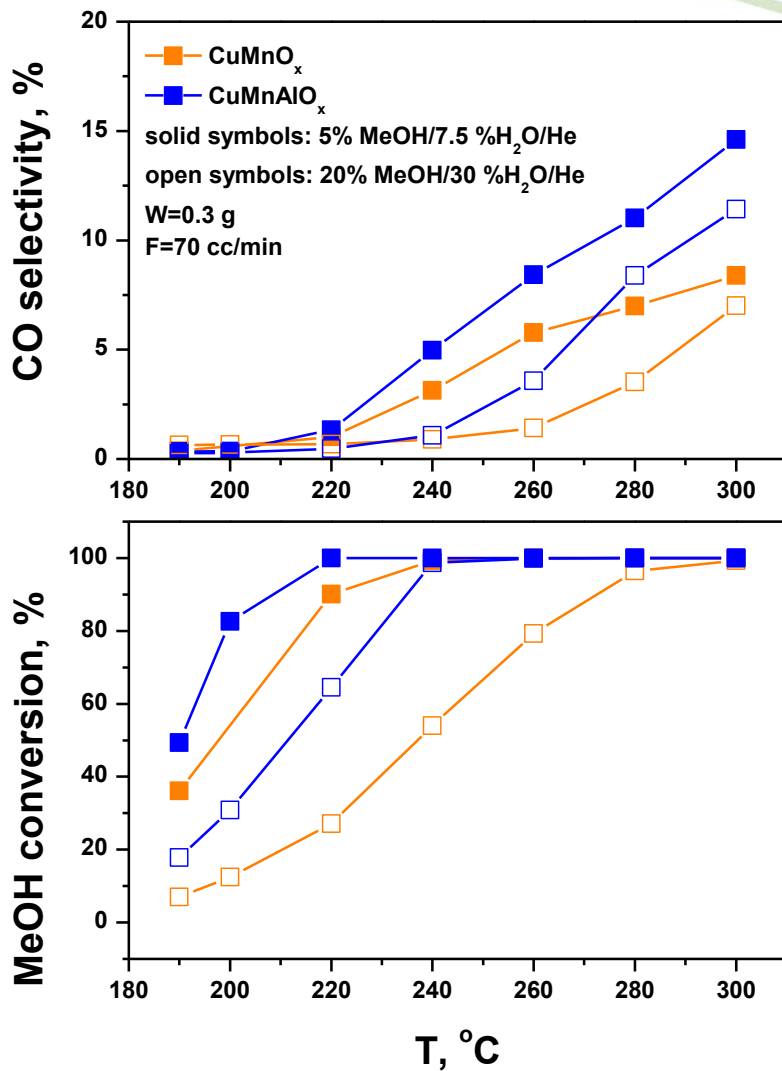 20
15
10
5
0
CO selectivity, %
CuMnOₓ
CuMnAlOₓ
solid symbols: 5% MeOH/7.5 %H₂O/He
open symbols: 20% MeOH/30 %H₂O/He
W=0.3 g
F=70 cc/min
180 200 220 240 260 280 300
100
80
60
40
20
0
MeOH conversion, %
180 200 220 240 260 280 300
T, °C